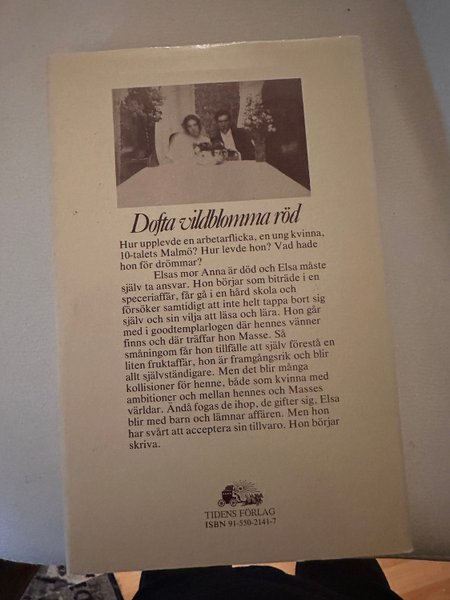 Dofta vildblomma röd
Hur upplevde en arbetarflicka, en ung kvinna,
10-talets Malmö? Hur levde hon? Vad hade
hon för drömmar?
Elsas mor Anna är död och Elsa måste
själv ta ansvar. Hon börjar som biträde i en
speceriaffär, får gå i en hård skola och
försöker samtidigt att inte helt tappa bort sig
själv och sin vilja att läsa och lära. Hon går
med i goodtemplarlogen där hennes vänner
finns och där träffar hon Masse. Så
småningom får hon tillfälle att själv förestå en
liten fruktaffär, hon är framgångsrik och blir
allt självständigare. Men det blir många
kollisioner för henne, både som kvinna med
ambitioner och mellan hennes och Masses
världar. Ändå fogas de ihop, de gifter sig, Elsa
blir med barn och lämnar affären. Men hon
har svårt att acceptera sin tillvaro. Hon börjar
skriva.
TIDENS FÖRLAG
ISBN 91-550-2141-7